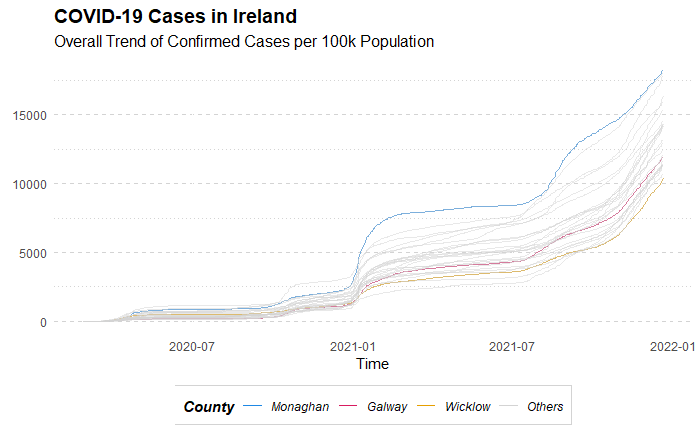 COVID-19 Cases in Ireland
Overall Trend of Confirmed Cases per 100k Population
15000
10000
5000
0
2020-07 2021-01 2021-07 2022-01
Time
County Monaghan Galway Wicklow Others